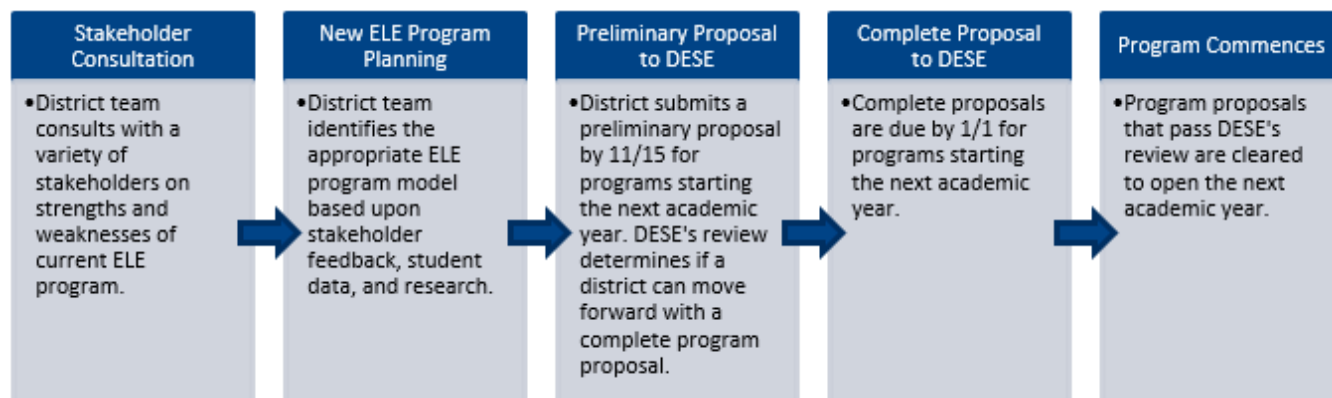 Stakeholder
Consultation
•District team
consults with a
variety of
stakeholders on
strengths and
weaknesses of
current ELE
program.
New ELE Program
Planning
•District team
identifies the
appropriate ELE
program model
based upon
stakeholder
feedback, student
data, and research.
Preliminary Proposal
to DESE
•District submits a
preliminary proposal
by 11/15 for
programs starting
the next academic
year. DESE's review
determines if a
district can move
forward with a
complete program
proposal.
Complete Proposal
to DESE
•Complete proposals
are due by 1/1 for
programs starting
the next academic
year.
Program Commences
•Program proposals
that pass DESE's
review are cleared
to open the next
academic year.